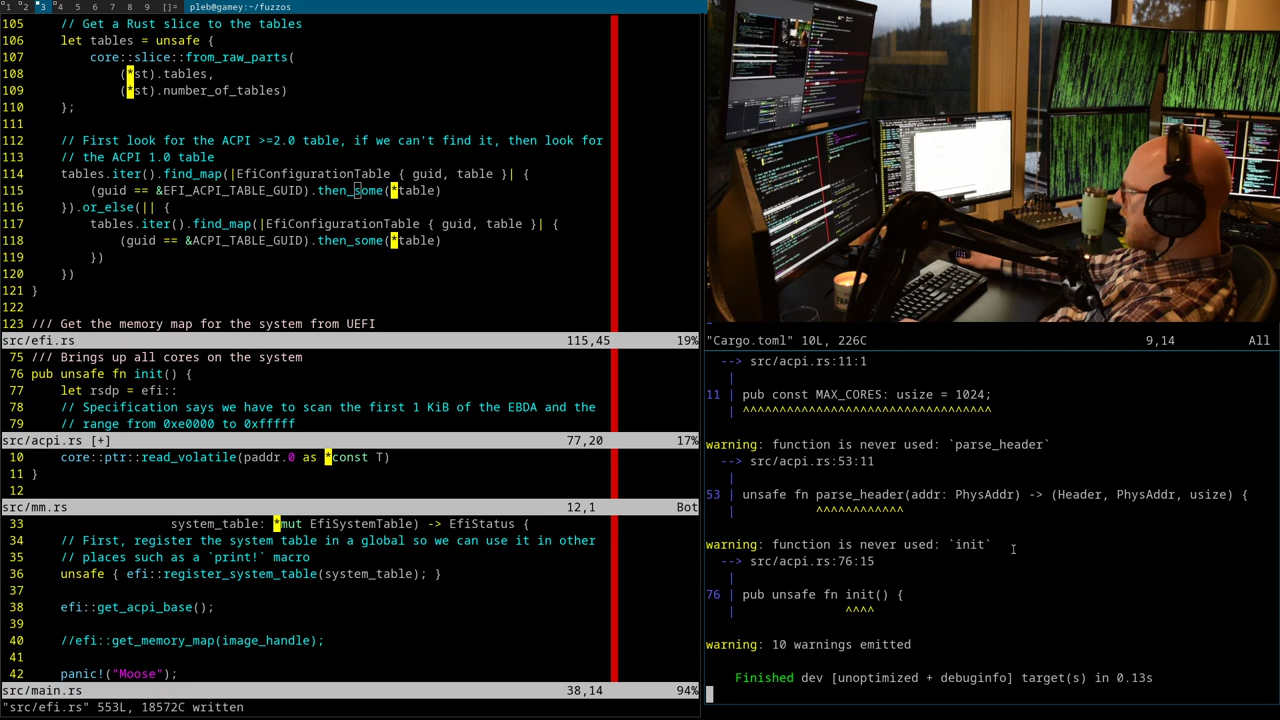 1 2 3 4 5 6 7 8 9 []= pleb@gamey:~/fuzzos
105 // Get a Rust slice to the tables
106 let tables = unsafe {
107 core::slice::from_raw_parts(
108 (*st).tables,
109 (*st).number_of_tables)
110 };
111
112 // First look for the ACPI >=2.0 table, if we can't find it, then look for
113 // the ACPI 1.0 table
114 tables.iter().find_map(|EfiConfigurationTable { guid, table }| {
115 (guid == &EFI_ACPI_TABLE_GUID).then_some(*table)
116 }).or_else(|| {
117 tables.iter().find_map(|EfiConfigurationTable { guid, table }| {
118 (guid == &ACPI_TABLE_GUID).then_some(*table)
119 })
120 })
121 }
122
123 /// Get the memory map for the system from UEFI
src/efi.rs 115,45 19%
75 /// Brings up all cores on the system
76 pub unsafe fn init() {
77 let rsdp = efi::
78 // Specification says we have to scan the first 1 KiB of the EBDA and the
79 // range from 0xe0000 to 0xfffff
src/acpi.rs [+] 77,20 17%
10 core::ptr::read_volatile(paddr.0 as *const T)
11 }
12
src/mm.rs 12,1 Bot
33 system_table: *mut EfiSystemTable) -> EfiStatus {
34 // First, register the system table in a global so we can use it in other
35 // places such as a `print!` macro
36 unsafe { efi::register_system_table(system_table); }
37
38 efi::get_acpi_base();
39
40 //efi::get_memory_map(image_handle);
41
42 panic!("Moose");
src/main.rs 38,14 94%
"src/efi.rs" 553L, 18572C written
~
"Cargo.toml" 10L, 226C 9,14 All
--> src/acpi.rs:11:1
|
11 | pub const MAX_CORES: usize = 1024;
| ^^^^^^^^^^^^^^^^^^^^^^^^^^^^^^^^^^
warning: function is never used: `parse_header`
--> src/acpi.rs:53:11
|
53 | unsafe fn parse_header(addr: PhysAddr) -> (Header, PhysAddr, usize) {
| ^^^^^^^^^^^^
warning: function is never used: `init`
--> src/acpi.rs:76:15
|
76 | pub unsafe fn init() {
| ^^^^
warning: 10 warnings emitted
Finished dev [unoptimized + debuginfo] target(s) in 0.13s